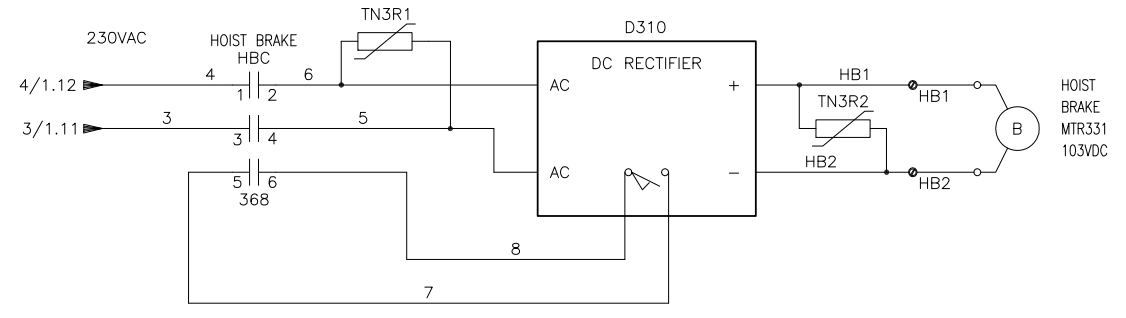 TN3R1
D310
230VAC
HOIST BRAKE
HBC
DC RECTIFIER
4/1.12
4
1
2
6
AC
+
HB1
HB1
HOIST
BRAKE
MTR331
103VDC
TN3R2
B
3/1.11
3
3
4
5
HB2
HB2
5
6
368
AC
−
8
7